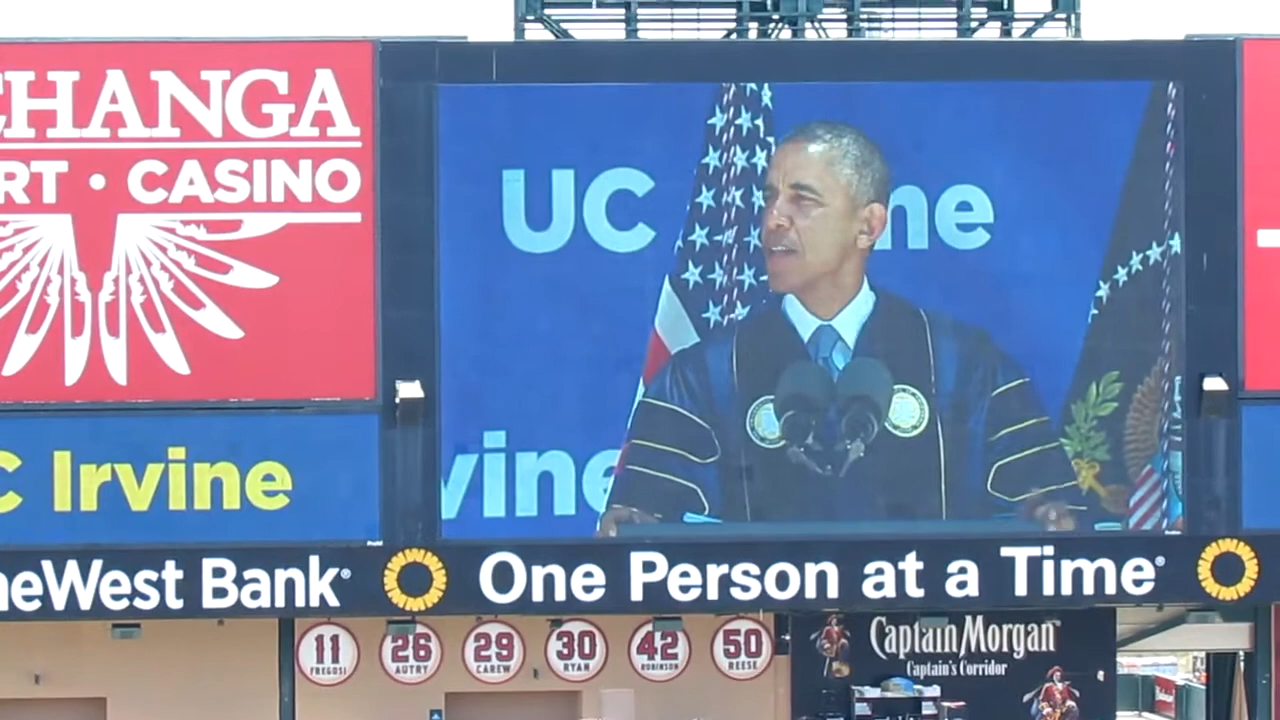 CHANGA
RT • CASINO
UC ne
vine
C Irvine
neWest Bank®
One Person at a Time®
11
FREGOSI
26
AUTRY
29
CAREW
30
RYAN
42
ROBINSON
50
REESE
Captain Morgan
Captain's Corridor